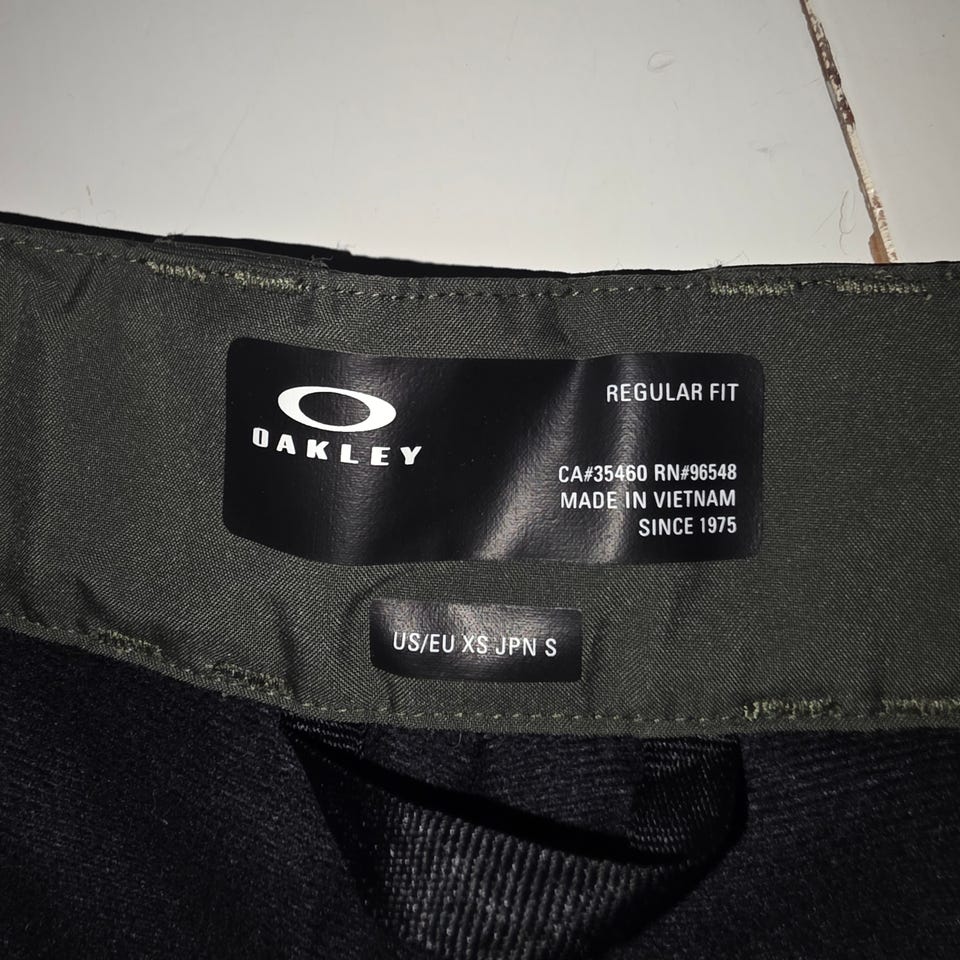 OAKLEY
REGULAR FIT
CA#35460 RN#96548
MADE IN VIETNAM
SINCE 1975
US/EU XS JPN S